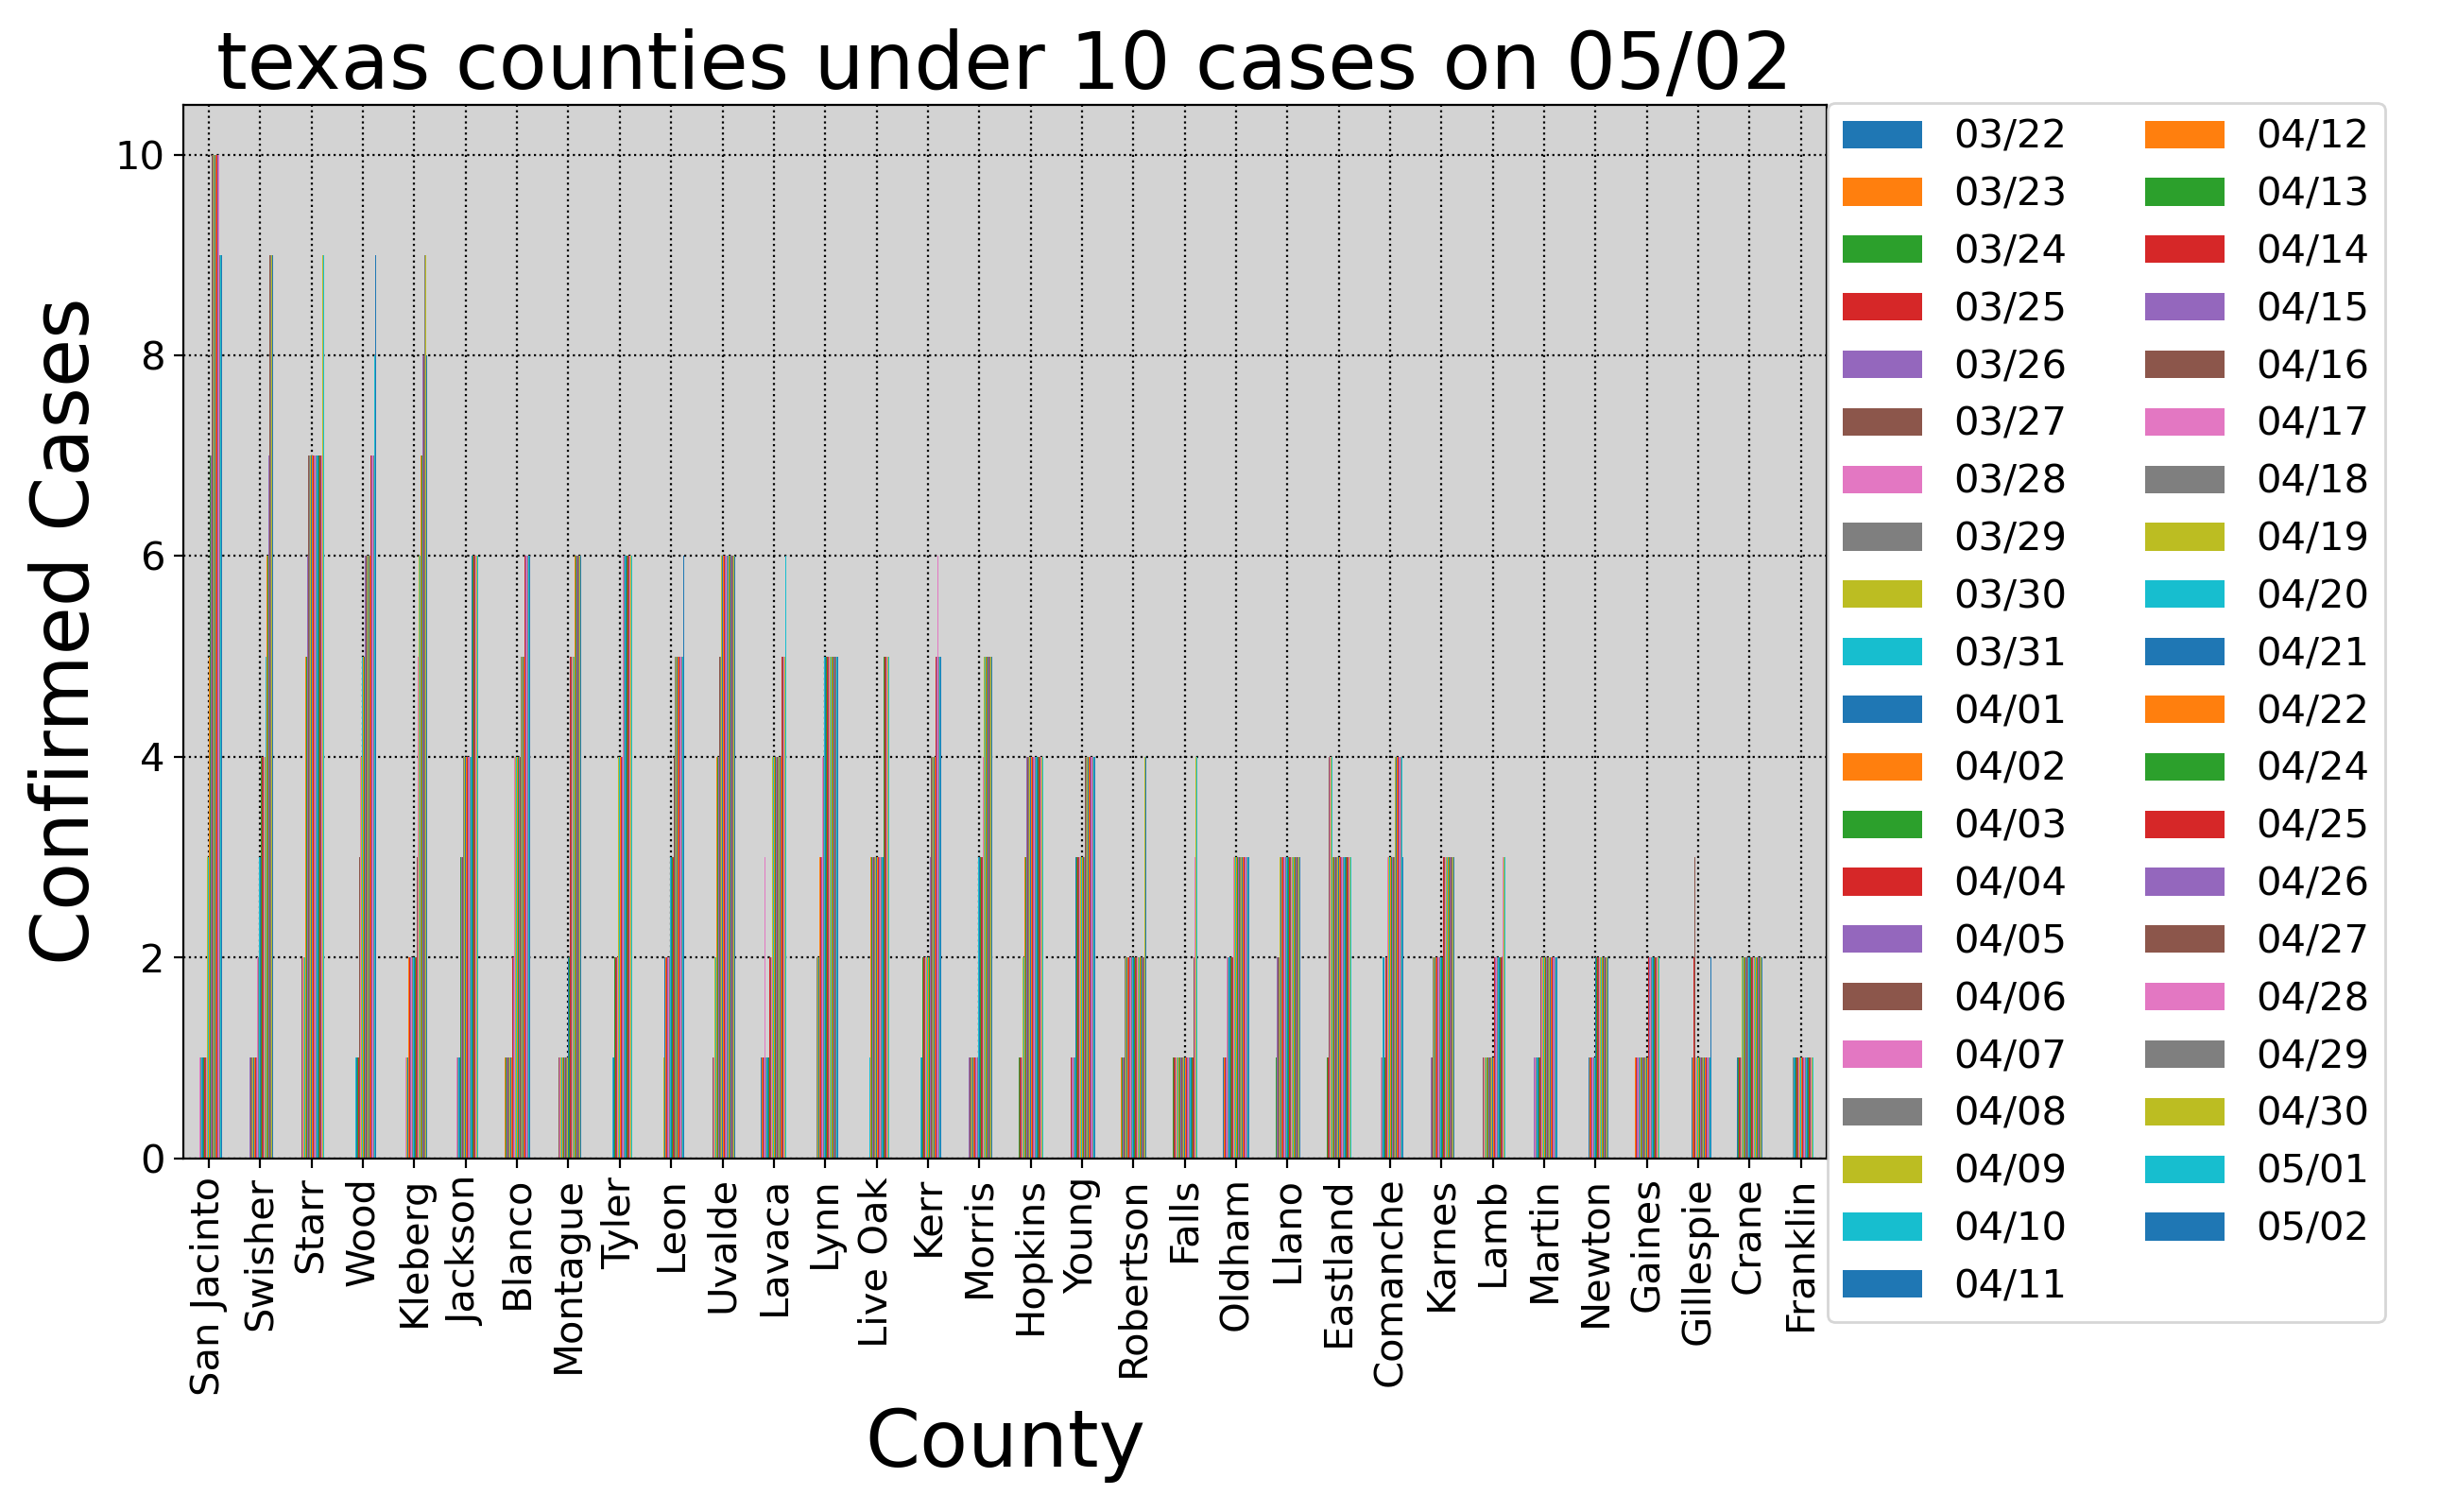 texas counties under 10 cases on 05/02
Confirmed Cases
10
8
6
4
2
0
San Jacinto
Swisher
Starr
Wood
Kleberg
Jackson
Blanco
Montague
Tyler
Leon
Uvalde
Lavaca
Lynn
Live Oak
Kerr
Morris
Hopkins
Young
Robertson
Falls
Oldham
Llano
Eastland
Comanche
Karnes
Lamb
Martin
Newton
Gaines
Gillespie
Crane
Franklin
County
03/22
03/23
03/24
03/25
03/26
03/27
03/28
03/29
03/30
03/31
04/01
04/02
04/03
04/04
04/05
04/06
04/07
04/08
04/09
04/10
04/11
04/12
04/13
04/14
04/15
04/16
04/17
04/18
04/19
04/20
04/21
04/22
04/24
04/25
04/26
04/27
04/28
04/29
04/30
05/01
05/02